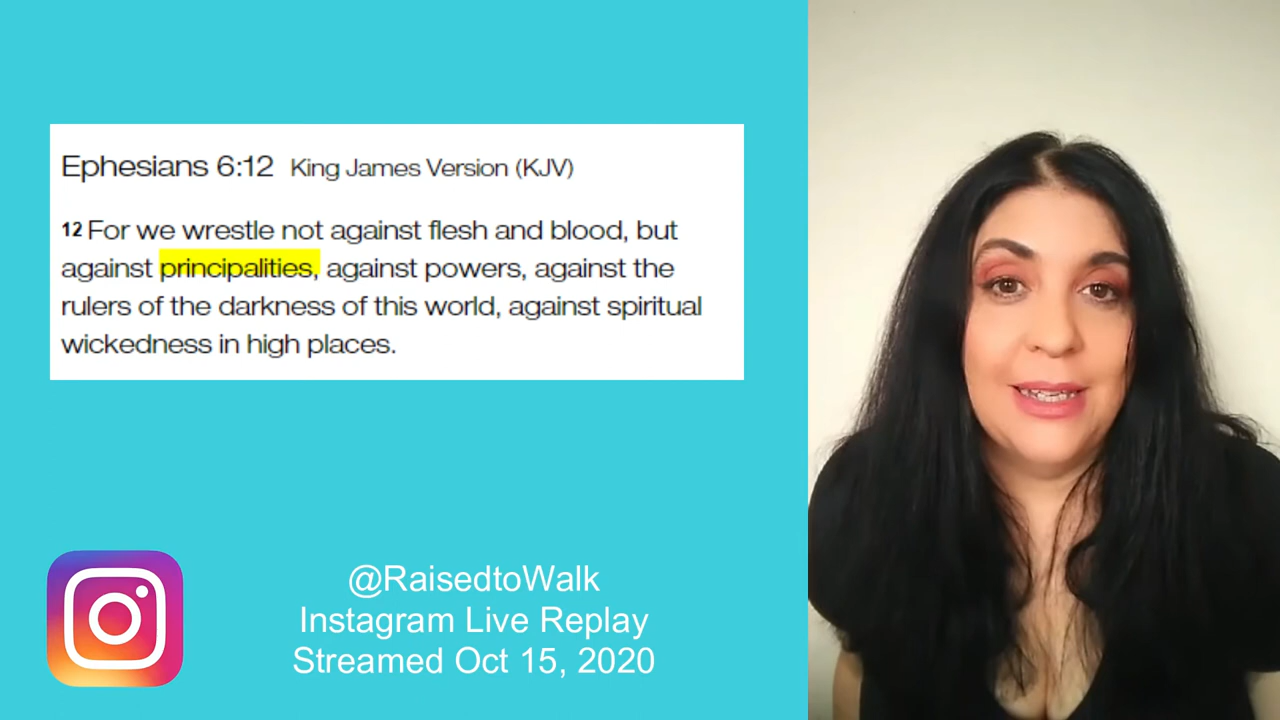 Ephesians 6:12 King James Version (KJV)
12 For we wrestle not against flesh and blood, but
against principalities, against powers, against the
rulers of the darkness of this world, against spiritual
wickedness in high places.
@RaisedtoWalk
Instagram Live Replay
Streamed Oct 15, 2020